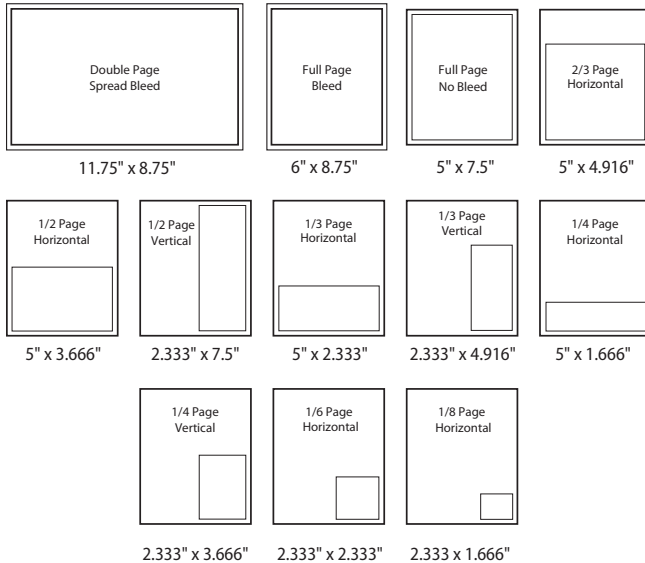 Double Page
Spread Bleed
Full Page
Bleed
Full Page
No Bleed
2/3 Page
Horizontal
11.75" x 8.75"
6" x 8.75"
5" x 7.5"
5" x 4.916"
1/2 Page
Horizontal
1/2 Page
Vertical
1/3 Page
Horizontal
1/3 Page
Vertical
1/4 Page
Horizontal
5" x 3.666"
2.333" x 7.5"
5" x 2.333"
2.333" x 4.916"
5" x 1.666"
1/4 Page
Vertical
1/6 Page
Horizontal
1/8 Page
Horizontal
2.333" x 3.666"
2.333" x 2.333"
2.333 x 1.666"